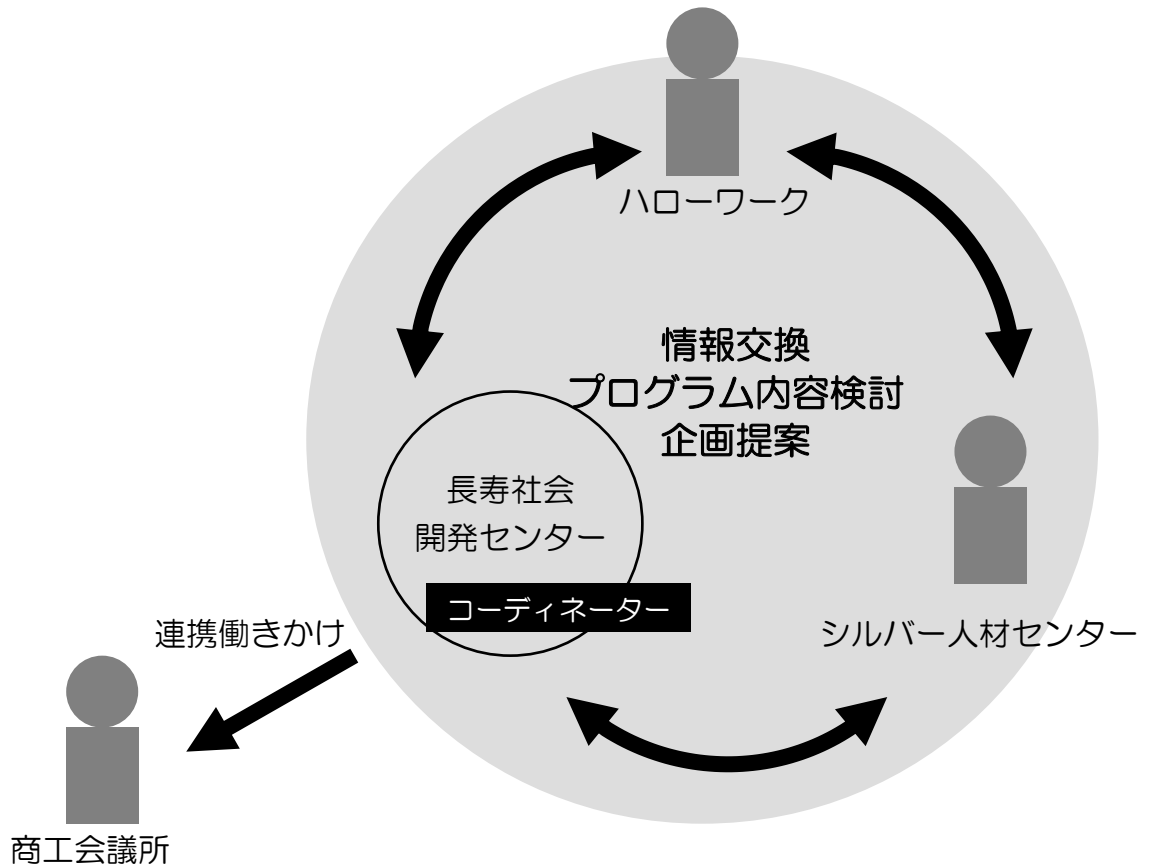 ハローワーク
情報交換
プログラム内容検討
企画提案
長寿社会
開発センター
コーディネーター
連携働きかけ
シルバー人材センター
商工会議所